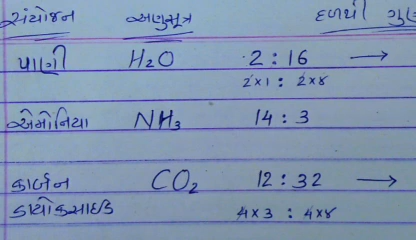 સંયોજન અણુસૂત્ર દળથી
પાણી H₂O 2 : 16 →
2×1 : 2×8
એમોનિયા NH₃ 14 : 3
કાર્બન CO₂ 12 : 32 →
ડાયોકસાઇડ 4×3 : 4×8